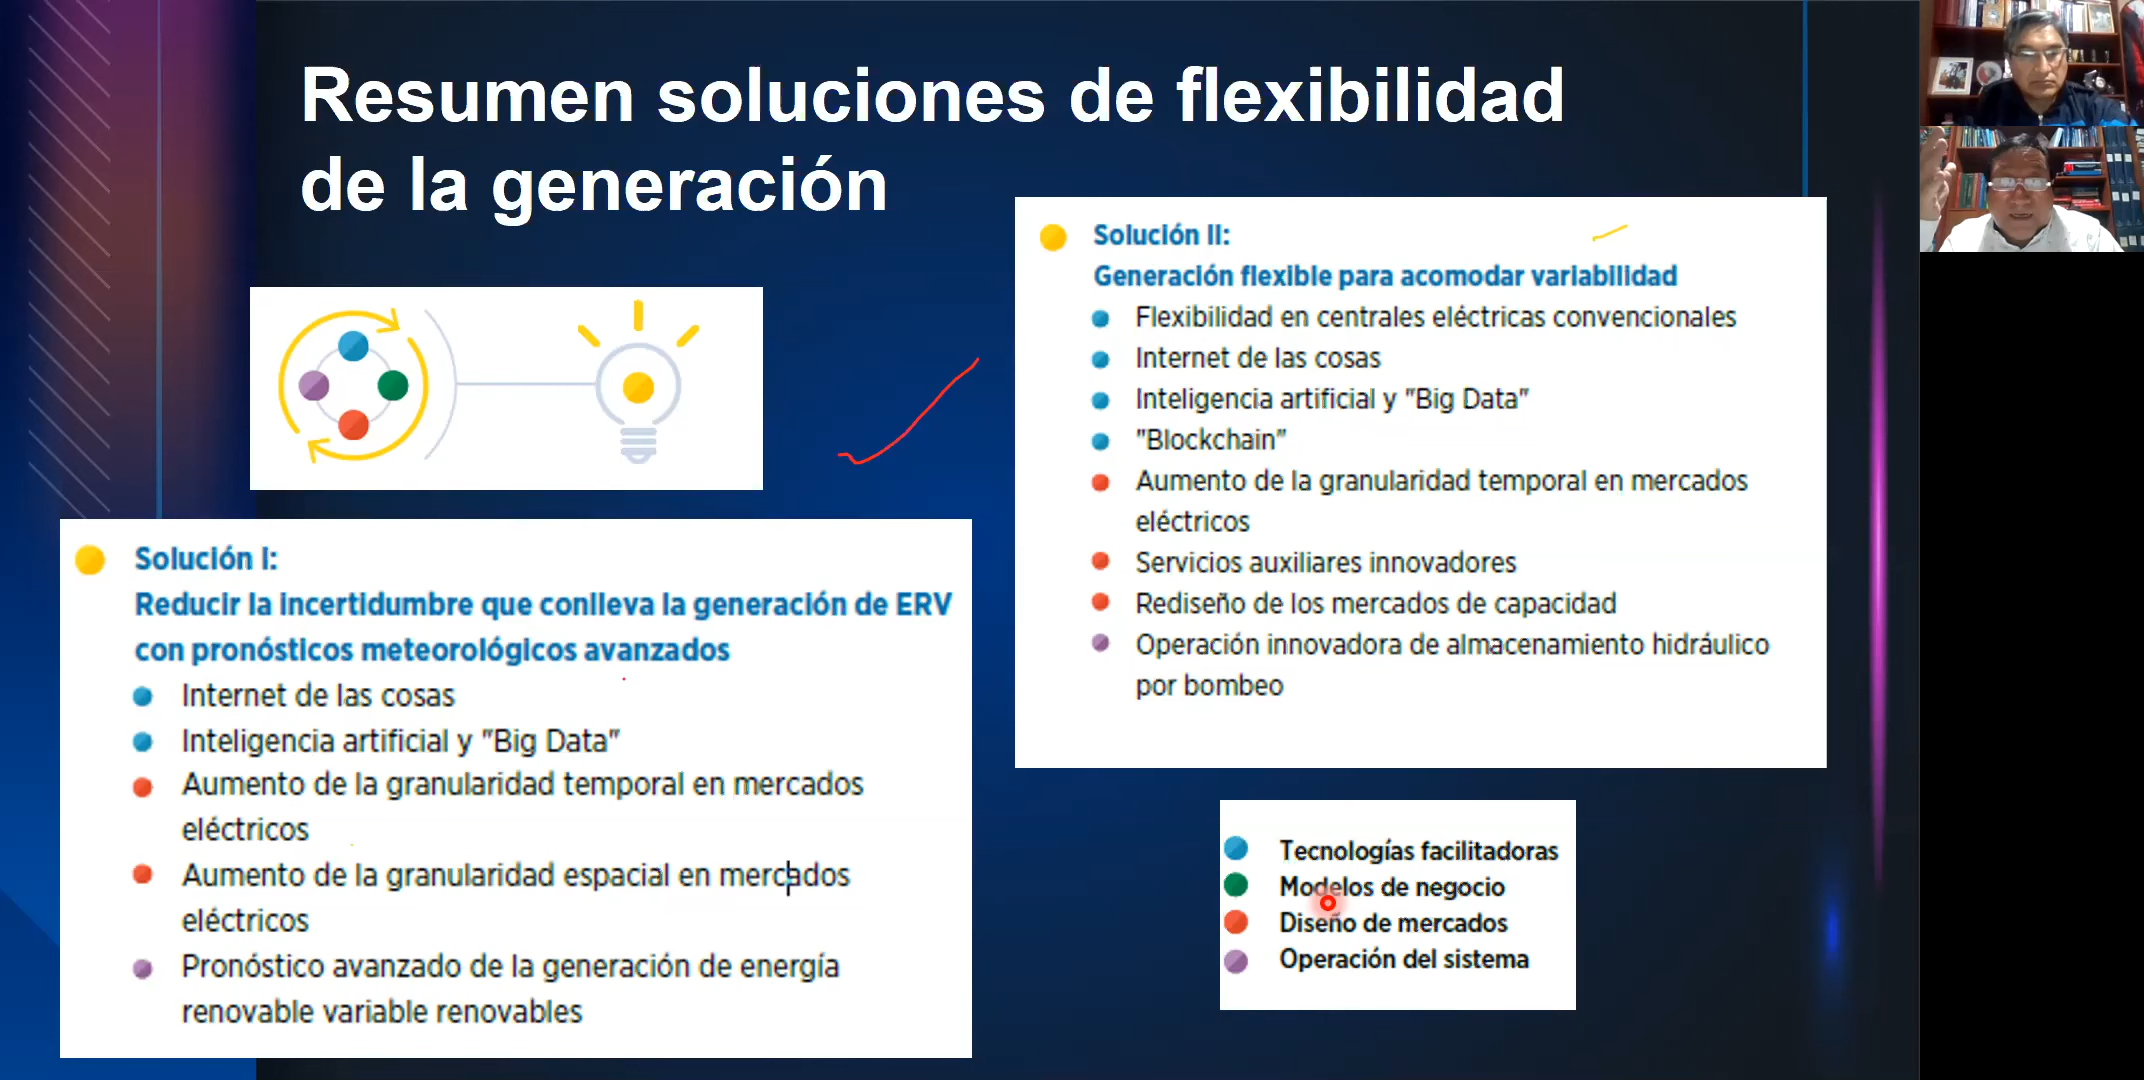 Resumen soluciones de flexibilidad
de la generación
Solución I:
Reducir la incertidumbre que conlleva la generación de ERV
con pronósticos meteorológicos avanzados
Internet de las cosas
Inteligencia artificial y "Big Data"
Aumento de la granularidad temporal en mercados
eléctricos
Aumento de la granularidad espacial en mercados
eléctricos
Pronóstico avanzado de la generación de energía
renovable variable renovables
Solución II:
Generación flexible para acomodar variabilidad
Flexibilidad en centrales eléctricas convencionales
Internet de las cosas
Inteligencia artificial y "Big Data"
"Blockchain"
Aumento de la granularidad temporal en mercados
eléctricos
Servicios auxiliares innovadores
Rediseño de los mercados de capacidad
Operación innovadora de almacenamiento hidráulico
por bombeo
Tecnologías facilitadoras
Modelos de negocio
Diseño de mercados
Operación del sistema